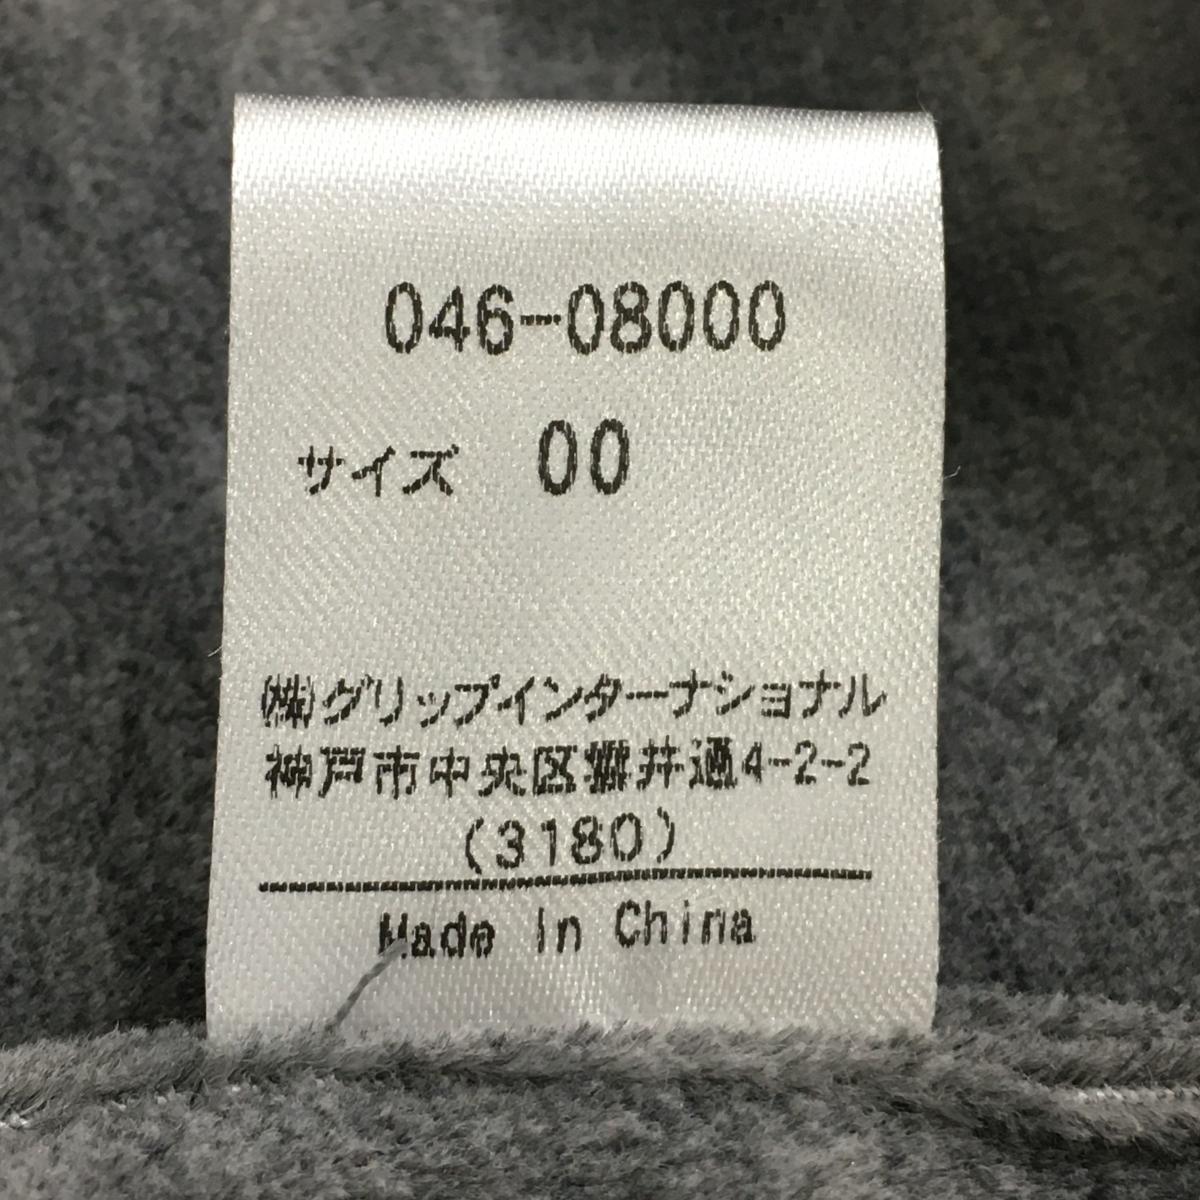 046-08000
サイズ 00
(株)グリップインターナショナル
神戸市中央区磯上通4-2-2
(3180)
Made In China